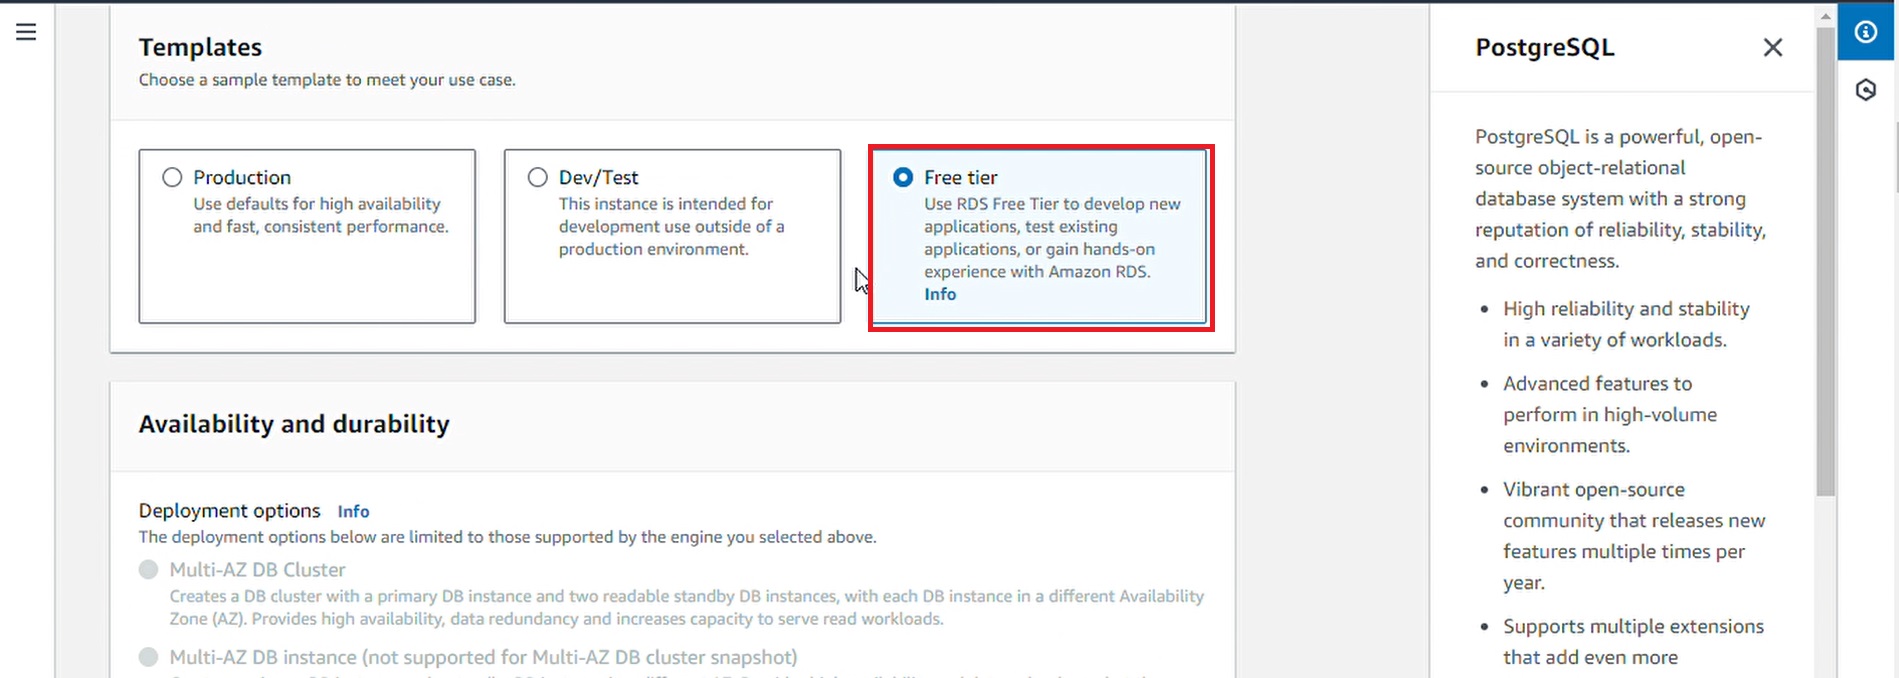 Templates
Choose a sample template to meet your use case.
Production
Use defaults for high availability
and fast, consistent performance.
Dev/Test
This instance is intended for
development use outside of a
production environment.
Free tier
Use RDS Free Tier to develop new
applications, test existing
applications, or gain hands-on
experience with Amazon RDS.
Info
Availability and durability
Deployment options Info
The deployment options below are limited to those supported by the engine you selected above.
Multi-AZ DB Cluster
Creates a DB cluster with a primary DB instance and two readable standby DB instances, with each DB instance in a different Availability
Zone (AZ). Provides high availability, data redundancy and increases capacity to serve read workloads.
Multi-AZ DB instance (not supported for Multi-AZ DB cluster snapshot)
PostgreSQL
PostgreSQL is a powerful, open-
source object-relational
database system with a strong
reputation of reliability, stability,
and correctness.
• High reliability and stability
in a variety of workloads.
• Advanced features to
perform in high-volume
environments.
• Vibrant open-source
community that releases new
features multiple times per
year.
• Supports multiple extensions
that add even more